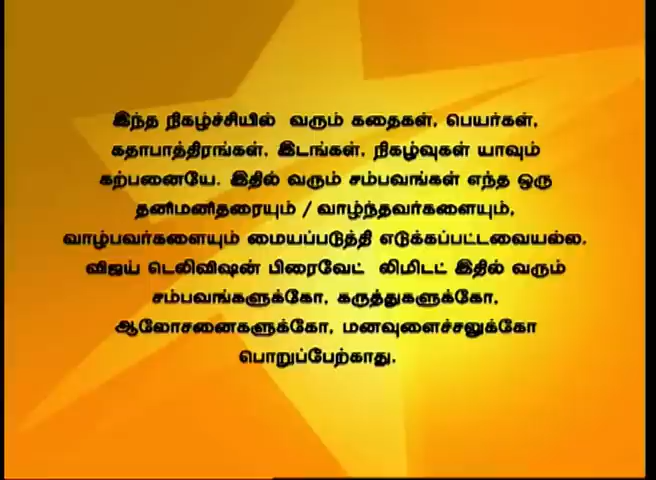 இந்த நிகழ்ச்சியில் வரும் கதைகள், பெயர்கள்,
கதாபாத்திரங்கள், இடங்கள், நிகழ்வுகள் யாவும்
கற்பனையே. இதில் வரும் சம்பவங்கள் எந்த ஒரு
தனிமனிதரையும் / வாழ்ந்தவர்களையும்,
வாழ்பவர்களையும் மையப்படுத்தி எடுக்கப்பட்டவையல்ல.
விஜய் டெலிவிஷன் பிரைவேட் லிமிடட் இதில் வரும்
சம்பவங்களுக்கோ, கருத்துகளுக்கோ,
ஆலோசனைகளுக்கோ, மனவுளைச்சலுக்கோ
பொறுப்பேற்காது.